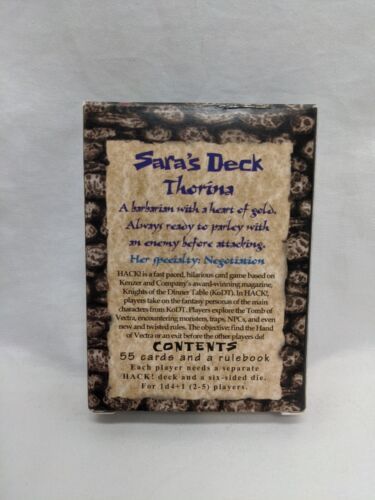 Sara's Deck
Thorina
A barbarian with a heart of gold.
Always ready to parley with
an enemy before attacking.
Her specialty: Negotiation
HACK! is a fast paced, hilarious card game based on
Kenzer and Company's award-winning magazine,
Knights of the Dinner Table (KoDT). In HACK!,
players take on the fantasy personas of the main
characters from KoDT. Players explore the Tomb of
Vectra, encountering monsters, traps, NPCs, and even
new and twisted rules. The objective: find the Hand
of Vectra or an exit before the other players do!
CONTENTS
55 cards and a rulebook
Each player needs a separate
HACK! deck and a six-sided die.
For 1d4+1 (2-5) players.